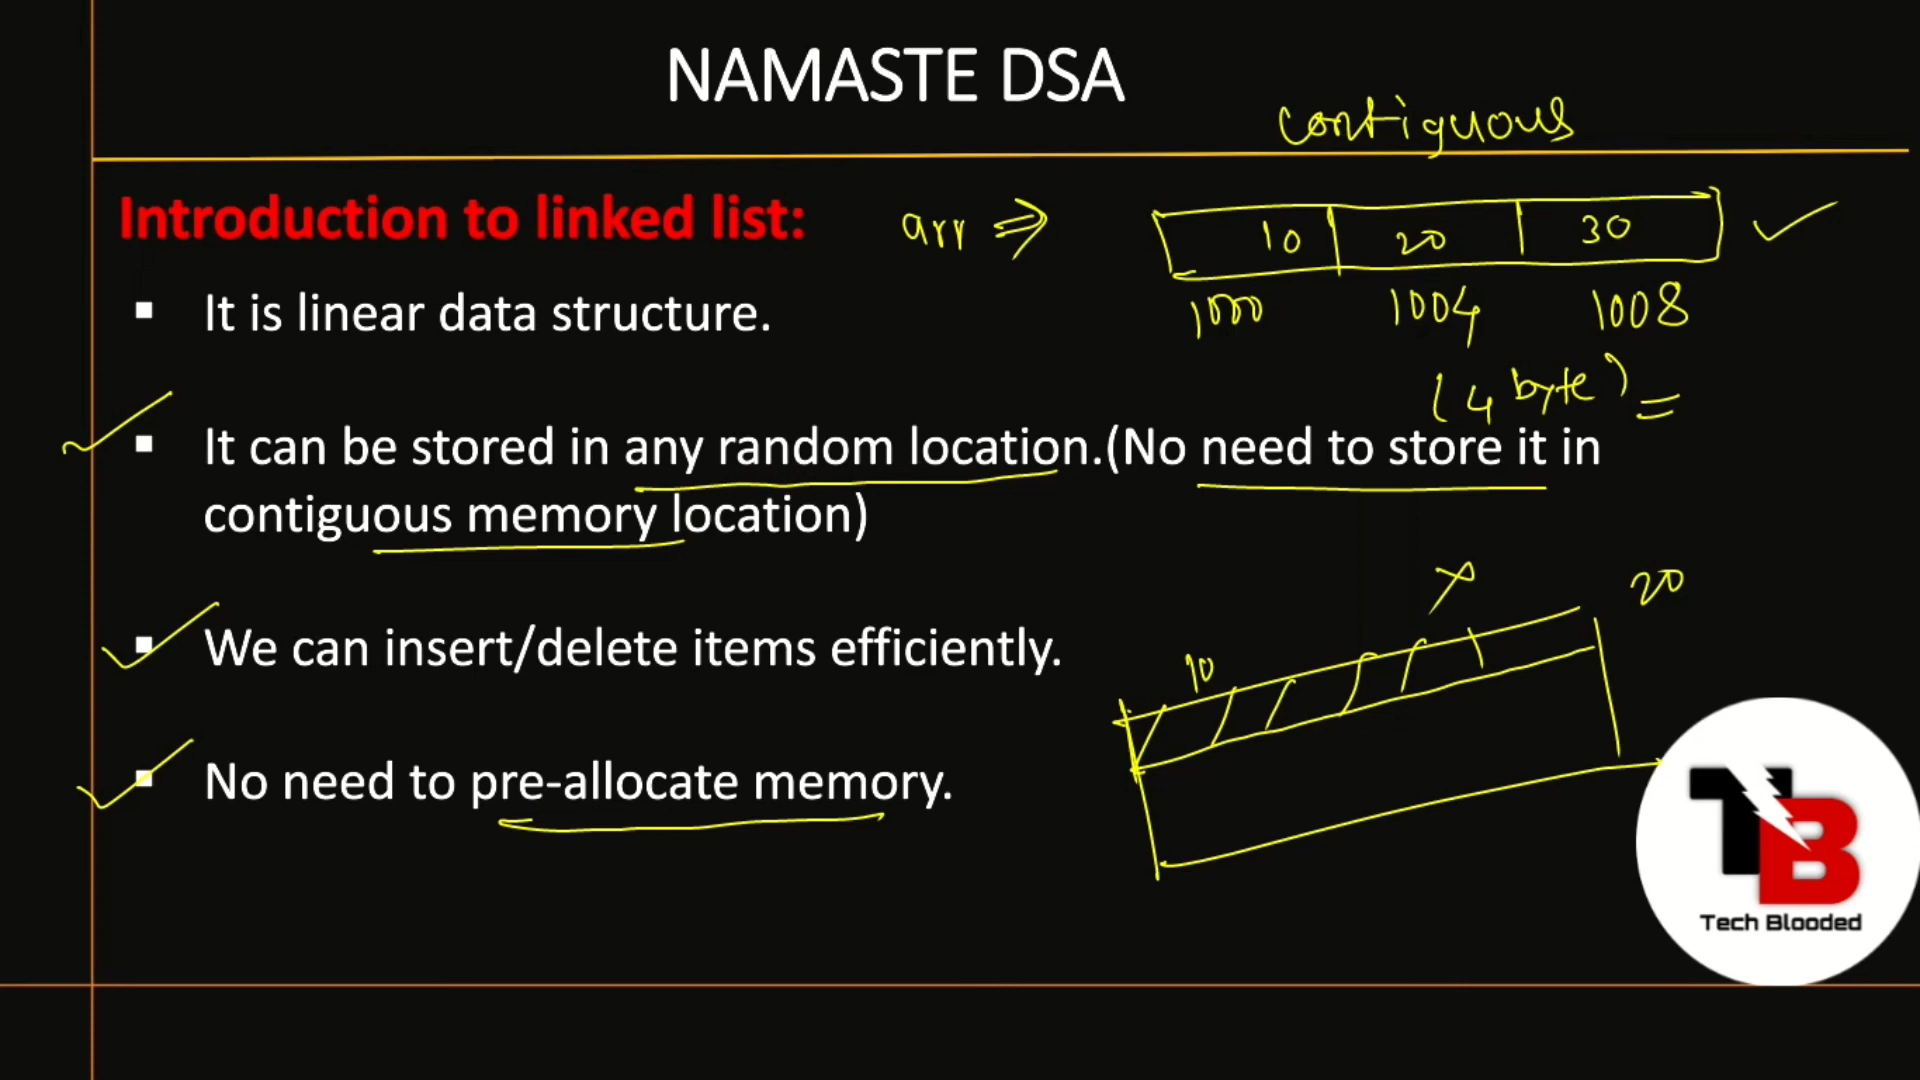 NAMASTE DSA
contiguous
Introduction to linked list:
arr ⇒
10 20 30
1000 1004 1008
▪ It is linear data structure.
(4 byte) =
▪ It can be stored in any random location.(No need to store it in
contiguous memory location)
20
▪ We can insert/delete items efficiently.
10
▪ No need to pre-allocate memory.
TB
Tech Blooded